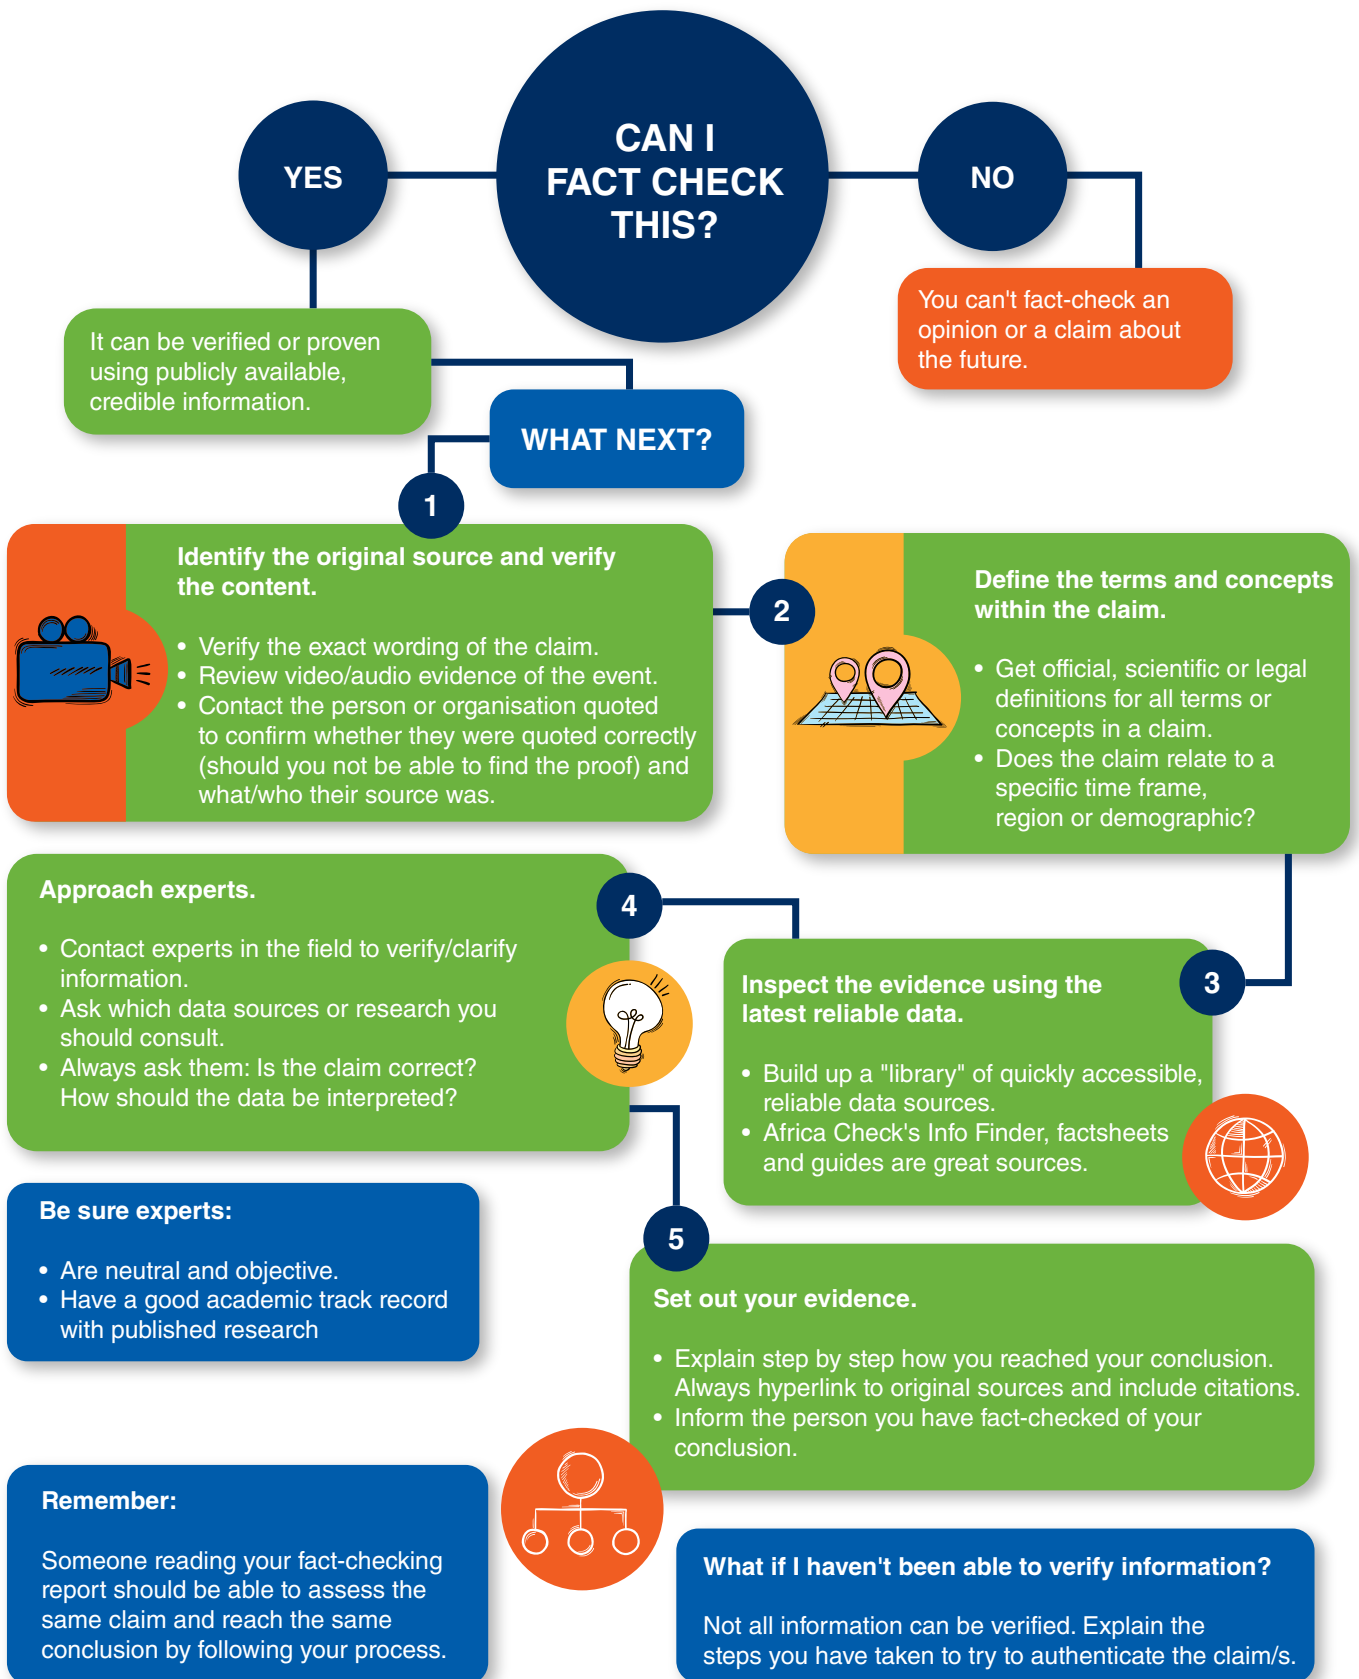 CAN I
FACT CHECK
THIS?
YES
NO
It can be verified or proven
using publicly available,
credible information.
You can't fact-check an
opinion or a claim about
the future.
WHAT NEXT?
1
Identify the original source and verify
the content.
• Verify the exact wording of the claim.
• Review video/audio evidence of the event.
• Contact the person or organisation quoted
to confirm whether they were quoted correctly
(should you not be able to find the proof) and
what/who their source was.
2
Define the terms and concepts
within the claim.
• Get official, scientific or legal
definitions for all terms or
concepts in a claim.
• Does the claim relate to a
specific time frame,
region or demographic?
3
Inspect the evidence using the
latest reliable data.
• Build up a "library" of quickly accessible,
reliable data sources.
• Africa Check's Info Finder, factsheets
and guides are great sources.
4
Approach experts.
• Contact experts in the field to verify/clarify
information.
• Ask which data sources or research you
should consult.
• Always ask them: Is the claim correct?
How should the data be interpreted?
Be sure experts:
• Are neutral and objective.
• Have a good academic track record
with published research
5
Set out your evidence.
• Explain step by step how you reached your conclusion.
Always hyperlink to original sources and include citations.
• Inform the person you have fact-checked of your
conclusion.
Remember:
Someone reading your fact-checking
report should be able to assess the
same claim and reach the same
conclusion by following your process.
What if I haven't been able to verify information?
Not all information can be verified. Explain the
steps you have taken to try to authenticate the claim/s.